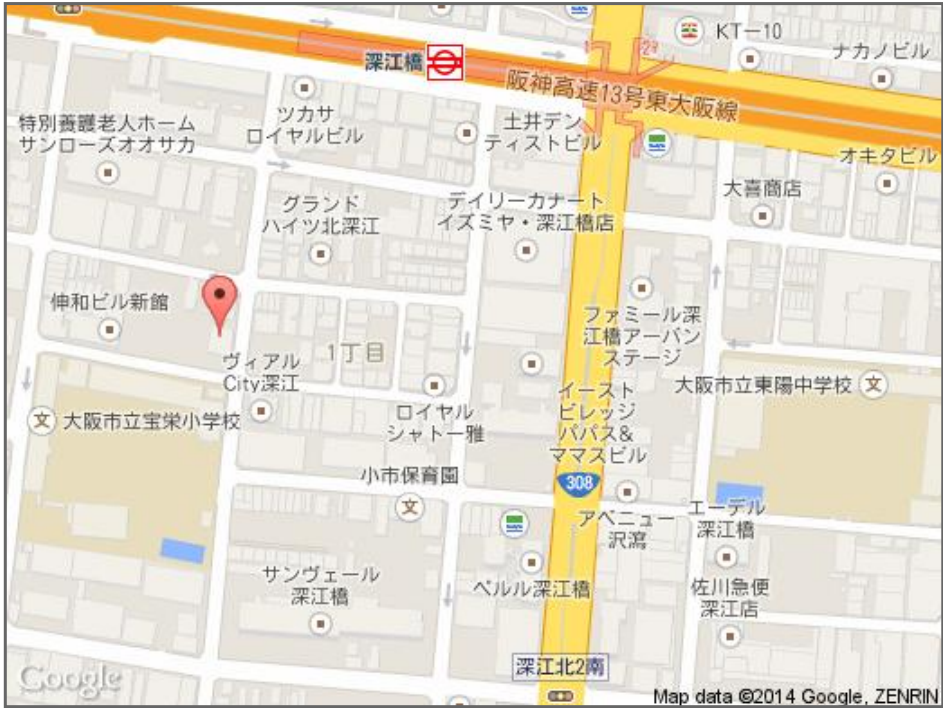 KT-10
ナカノビル
深江橋
27
阪神高速13号東大阪線
ツカサ
ロイヤルビル
土井デン
ティストビル
特別養護老人ホーム
サンローズオオサカ
オキタビル
大喜商店
グランド
ハイツ北深江
デイリーカナート
イズミヤ・深江橋店
伸和ビル新館
ファミール深
江橋アーバン
ステージ
1丁目
ヴィアル
City深江
大阪市立東陽中学校
文
イースト
ビレッジ
パパス&
ママスビル
文
大阪市立宝栄小学校
ロイヤル
シャトー雅
小市保育園
文
308
アベニュー
沢瀉
エーデル
深江橋
サンヴェール
深江橋
ベルル深江橋
佐川急便
深江店
深江北2南
Google
Map data ©2014 Google, ZENRIN